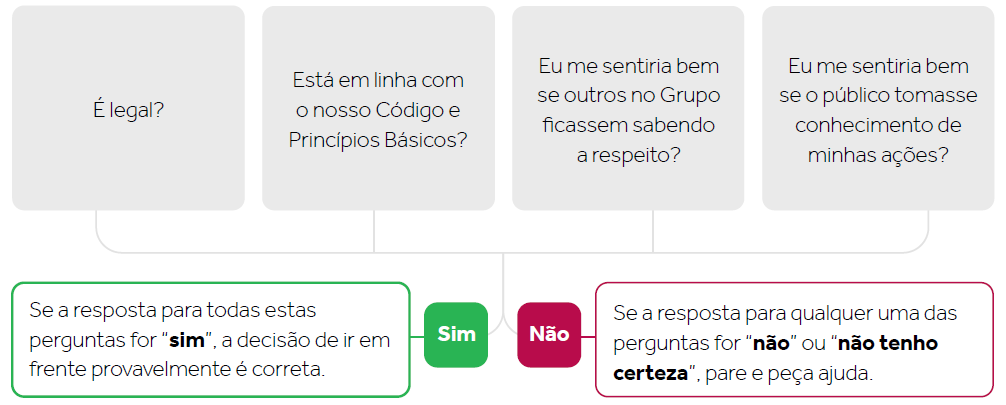 É legal?
Está em linha com
o nosso Código e
Princípios Básicos?
Eu me sentiria bem
se outros no Grupo
ficassem sabendo
a respeito?
Eu me sentiria bem
se o público tomasse
conhecimento de
minhas ações?
Se a resposta para todas estas
perguntas for “sim”, a decisão de ir em
frente provavelmente é correta.
Sim
Não
Se a resposta para qualquer uma das
perguntas for “não” ou “não tenho
certeza”, pare e peça ajuda.